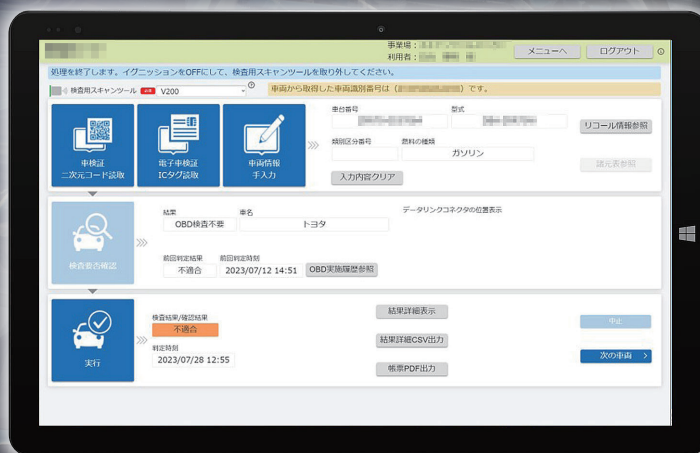 事業場：
利用者：
メニューへ
ログアウト
処理を終了します。イグニッションをOFFにして、検査用スキャンツールを取り外してください。
検査用スキャンツール
V200
車両から取得した車両識別番号は（
）です。
車検証
二次元コード読取
電子車検証
ICタグ読取
車両情報
手入力
車台番号
型式
類別区分番号
燃料の種類
ガソリン
入力内容クリア
リコール情報参照
諸元表参照
検査要否確認
結果
車名
データリンクコネクタの位置表示
OBD検査不要
トヨタ
前回判定結果
前回判定時刻
不適合
2023/07/12 14:51
OBD実施履歴参照
実行
検査結果/確認結果
不適合
判定時刻
2023/07/28 12:55
結果詳細表示
結果詳細CSV出力
帳票PDF出力
中止
次の車両